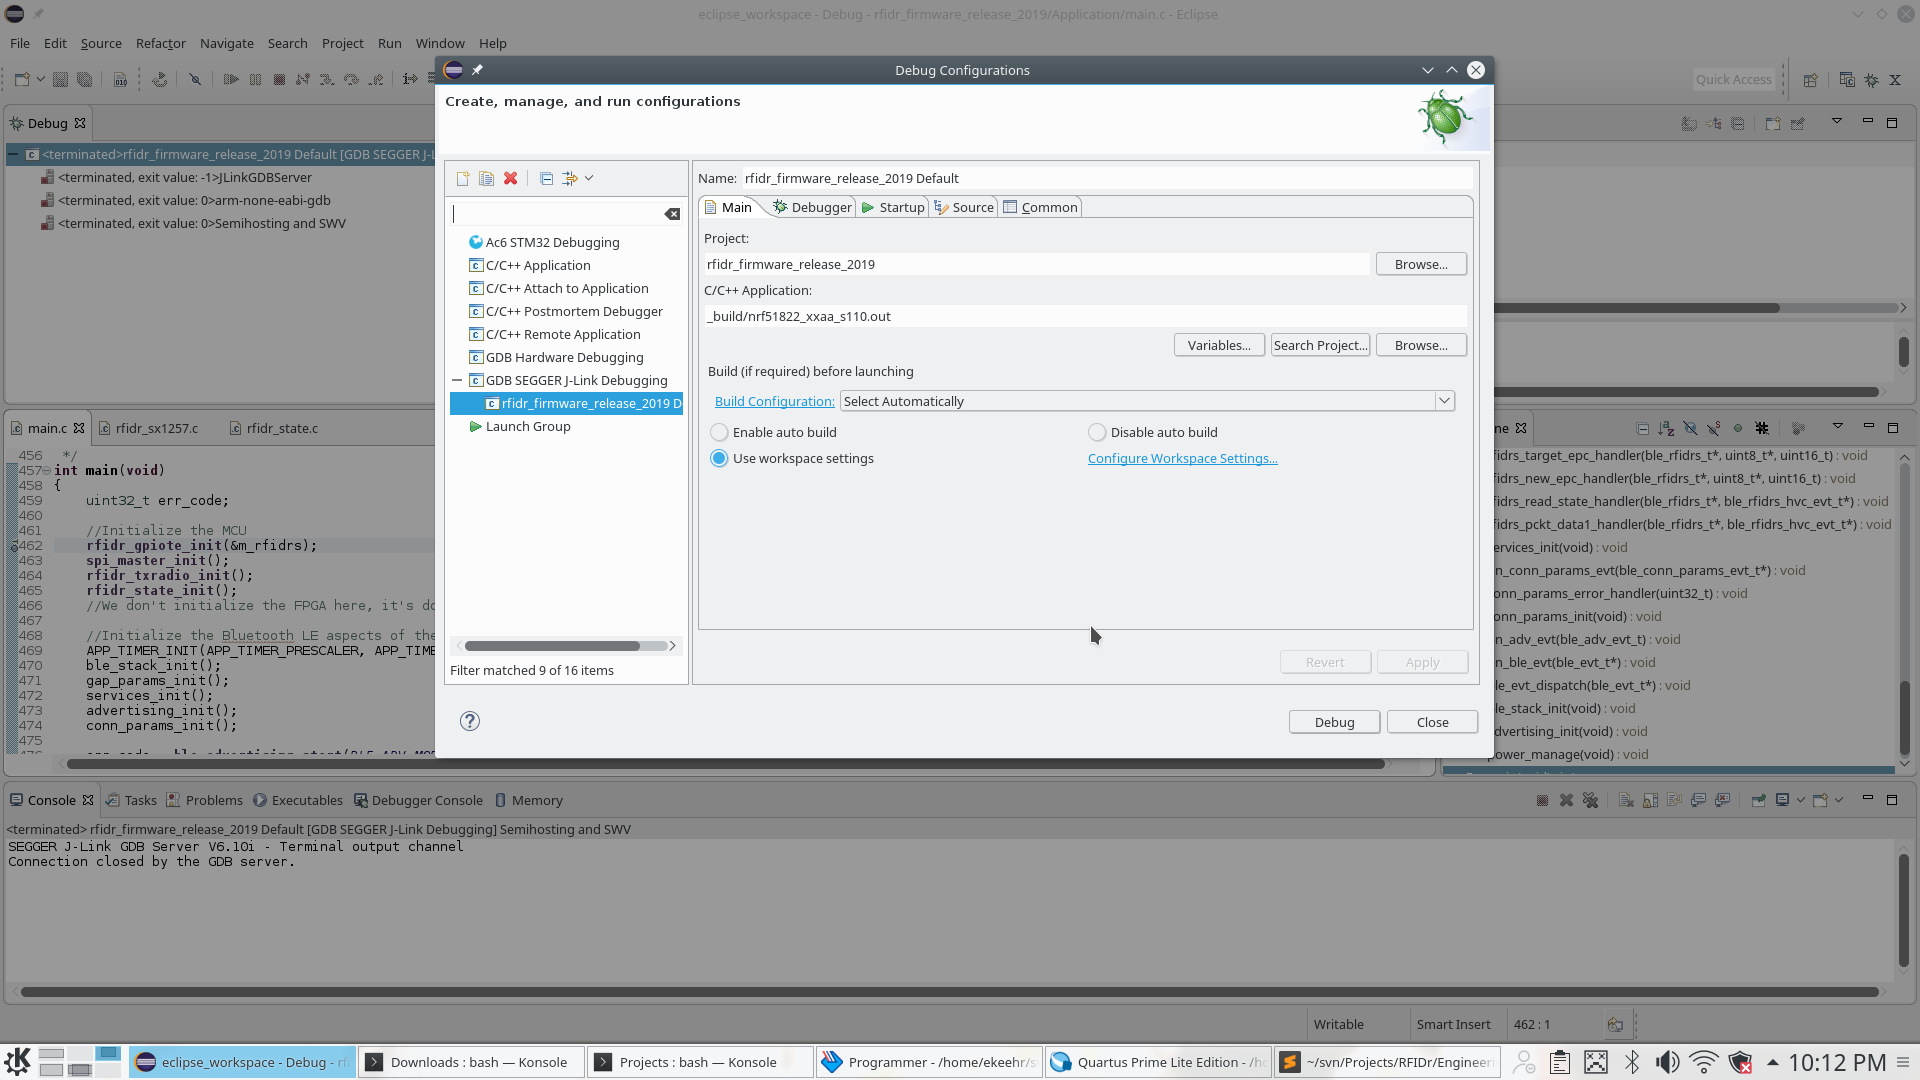 eclipse_workspace - Debug - rfidr_firmware_release_2019/Application/main.c - Eclipse
File Edit Source Refactor Navigate Search Project Run Window Help
Quick Access
Debug
<terminated>rfidr_firmware_release_2019 Default [GDB SEGGER J-L
<terminated, exit value: -1>JLinkGDBServer
<terminated, exit value: 0>arm-none-eabi-gdb
<terminated, exit value: 0>Semihosting and SWV
Debug Configurations
Create, manage, and run configurations
Ac6 STM32 Debugging
C/C++ Application
C/C++ Attach to Application
C/C++ Postmortem Debugger
C/C++ Remote Application
GDB Hardware Debugging
GDB SEGGER J-Link Debugging
rfidr_firmware_release_2019 D
Launch Group
Filter matched 9 of 16 items
Name: rfidr_firmware_release_2019 Default
Main Debugger Startup Source Common
Project:
rfidr_firmware_release_2019
Browse...
C/C++ Application:
_build/nrf51822_xxaa_s110.out
Variables... Search Project... Browse...
Build (if required) before launching
Build Configuration: Select Automatically
Enable auto build Disable auto build
Use workspace settings Configure Workspace Settings...
Revert Apply
Debug Close
main.c rfidr_sx1257.c rfidr_state.c
456 */
457 int main(void)
458 {
459 uint32_t err_code;
460
461 //Initialize the MCU
462 rfidr_gpiote_init(&m_rfidrs);
463 spi_master_init();
464 rfidr_txradio_init();
465 rfidr_state_init();
466 //We don't initialize the FPGA here, it's do
467
468 //Initialize the Bluetooth LE aspects of the
469 APP_TIMER_INIT(APP_TIMER_PRESCALER, APP_TIME
470 ble_stack_init();
471 gap_params_init();
472 services_init();
473 advertising_init();
474 conn_params_init();
475
ne
fidrs_target_epc_handler(ble_rfidrs_t*, uint8_t*, uint16_t) : void
fidrs_new_epc_handler(ble_rfidrs_t*, uint8_t*, uint16_t) : void
fidrs_read_state_handler(ble_rfidrs_t*, ble_rfidrs_hvc_evt_t*) : void
fidrs_pckt_data1_handler(ble_rfidrs_t*, ble_rfidrs_hvc_evt_t*) : void
ervices_init(void) : void
n_conn_params_evt(ble_conn_params_evt_t*) : void
onn_params_error_handler(uint32_t) : void
onn_params_init(void) : void
n_adv_evt(ble_adv_evt_t) : void
n_ble_evt(ble_evt_t*) : void
le_evt_dispatch(ble_evt_t*) : void
le_stack_init(void) : void
dvertising_init(void) : void
power_manage(void) : void
Console Tasks Problems Executables Debugger Console Memory
<terminated> rfidr_firmware_release_2019 Default [GDB SEGGER J-Link Debugging] Semihosting and SWV
SEGGER J-Link GDB Server V6.10i - Terminal output channel
Connection closed by the GDB server.
Writable Smart Insert 462 : 1
eclipse_workspace - Debug - rf Downloads : bash — Konsole Projects : bash — Konsole Programmer - /home/ekeehr/s Quartus Prime Lite Edition - /h ~/svn/Projects/RFIDr/Engineer 10:12 PM